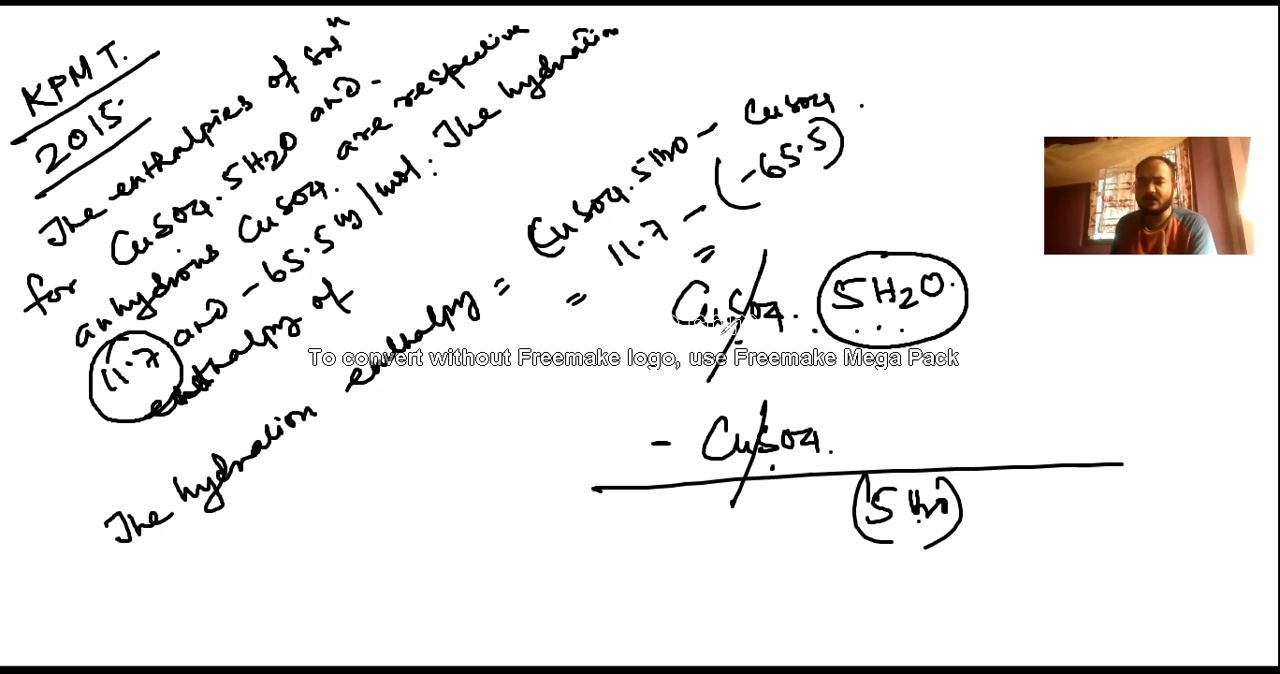 KPMT.
2015.
The enthalpies of solⁿ
for CuSO4.5H2O and -
anhydrous CuSO4. are respective
11.7 and -65.5 kJ/mol. The hydration
enthalpy of
The hydration enthalpy = CuSO4.5H2O - CuSO4.
= 11.7 - (-65.5)
=
CuSO4. 5H2O.
- CuSO4.
(5H2O)
To convert without Freemake logo, use Freemake Mega Pack